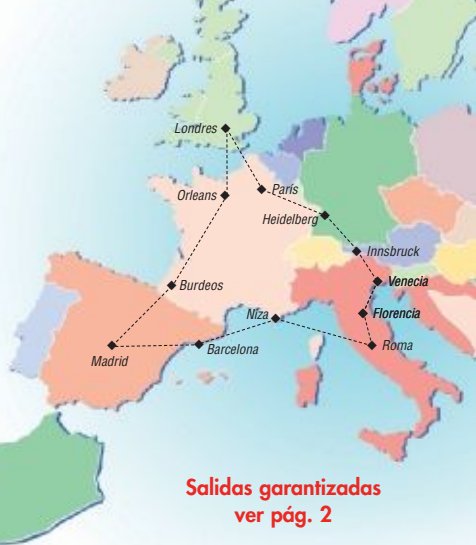 Londres
Orleans
París
Heidelberg
Innsbruck
Burdeos
Venecia
Niza
Florencia
Madrid
Barcelona
Roma
Salidas garantizadas
ver pág. 2